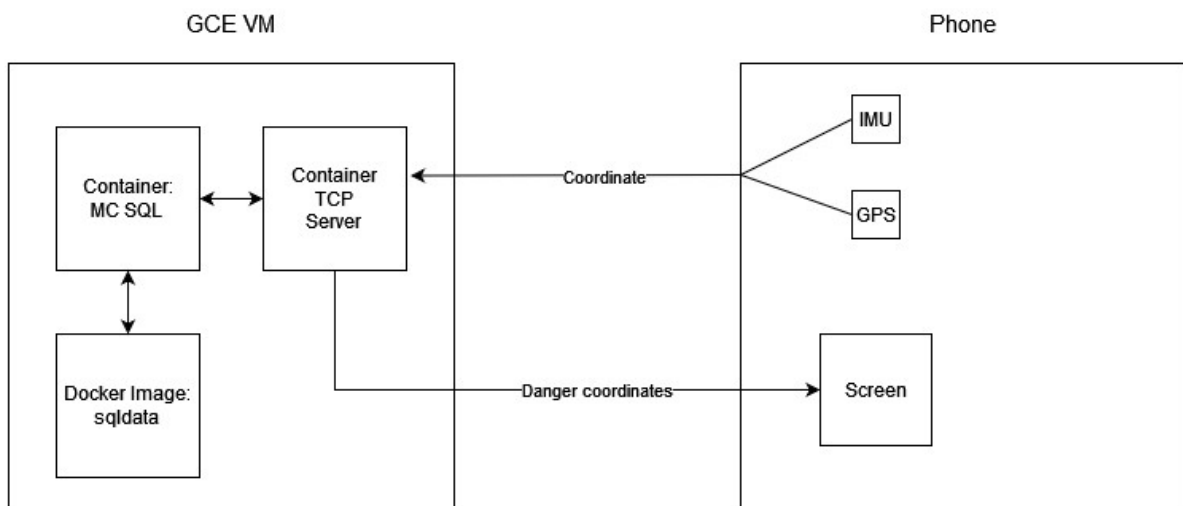 GCE VM
Phone
IMU
Container:
MC SQL
Container
TCP
Server
Coordinate
GPS
Docker Image:
sqldata
Danger coordinates
Screen